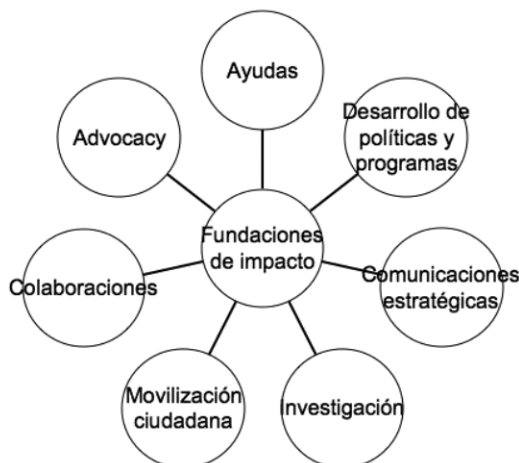 Ayudas
Desarrollo de
políticas y
programas
Advocacy
Fundaciones
de impacto
Comunicaciones
estratégicas
Colaboraciones
Movilización
ciudadana
Investigación